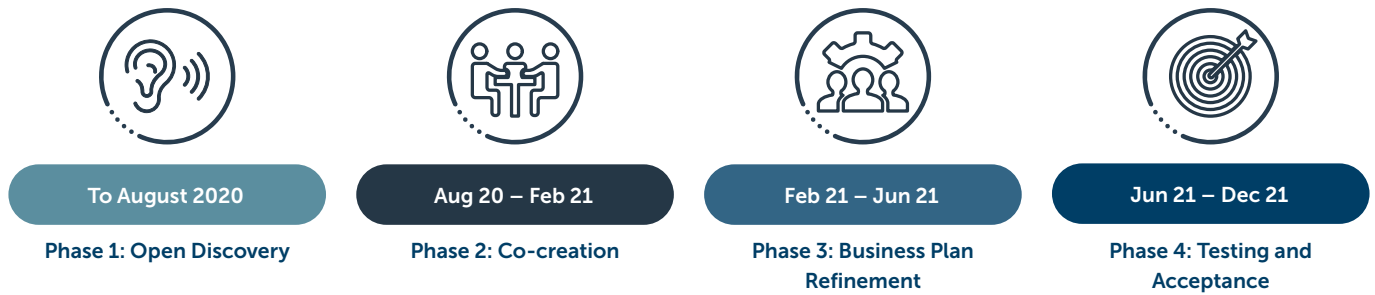 To August 2020
Aug 20 – Feb 21
Feb 21 – Jun 21
Jun 21 – Dec 21
Phase 1: Open Discovery
Phase 2: Co-creation
Phase 3: Business Plan
Refinement
Phase 4: Testing and
Acceptance